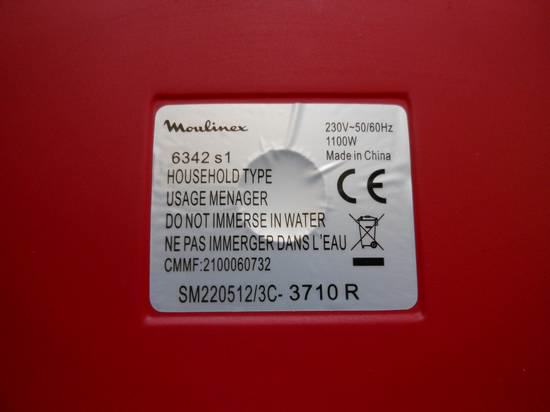 Moulinex
230V~50/60Hz
1100W
Made in China
6342 s1
HOUSEHOLD TYPE
USAGE MENAGER
DO NOT IMMERSE IN WATER
NE PAS IMMERGER DANS L'EAU
CMMF:2100060732
SM220512/3C- 3710 R